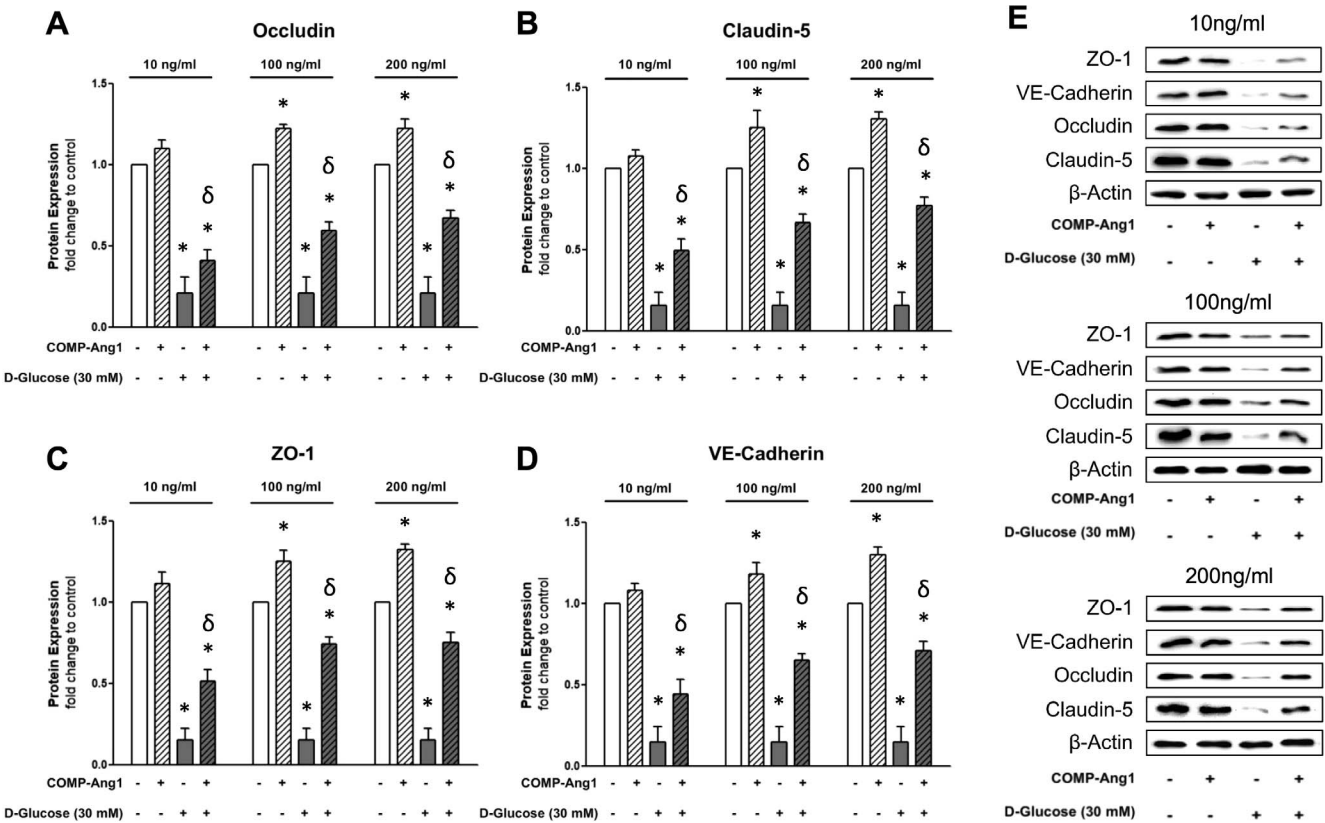 A
Occludin
10 ng/ml 100 ng/ml 200 ng/ml
Protein Expression
fold change to control
1.5
1.0
0.5
0.0
* * * δ * * δ * * δ *
COMP-Ang1 - + - + - + - + - + - +
D-Glucose (30 mM) - - + + - - + + - - + +
B
Claudin-5
10 ng/ml 100 ng/ml 200 ng/ml
Protein Expression
fold change to control
1.5
1.0
0.5
0.0
* * * δ * * δ * * δ *
COMP-Ang1 - + - + - + - + - + - +
D-Glucose (30 mM) - - + + - - + + - - + +
C
ZO-1
10 ng/ml 100 ng/ml 200 ng/ml
Protein Expression
fold change to control
1.5
1.0
0.5
0.0
* * * δ * * δ * * δ *
COMP-Ang1 - + - + - + - + - + - +
D-Glucose (30 mM) - - + + - - + + - - + +
D
VE-Cadherin
10 ng/ml 100 ng/ml 200 ng/ml
Protein Expression
fold change to control
1.5
1.0
0.5
0.0
* * * δ * * δ * * δ *
COMP-Ang1 - + - + - + - + - + - +
D-Glucose (30 mM) - - + + - - + + - - + +
E
10ng/ml
ZO-1
VE-Cadherin
Occludin
Claudin-5
β-Actin
COMP-Ang1 - + - +
D-Glucose (30 mM) - - + +
100ng/ml
ZO-1
VE-Cadherin
Occludin
Claudin-5
β-Actin
COMP-Ang1 - + - +
D-Glucose (30 mM) - - + +
200ng/ml
ZO-1
VE-Cadherin
Occludin
Claudin-5
β-Actin
COMP-Ang1 - + - +
D-Glucose (30 mM) - - + +